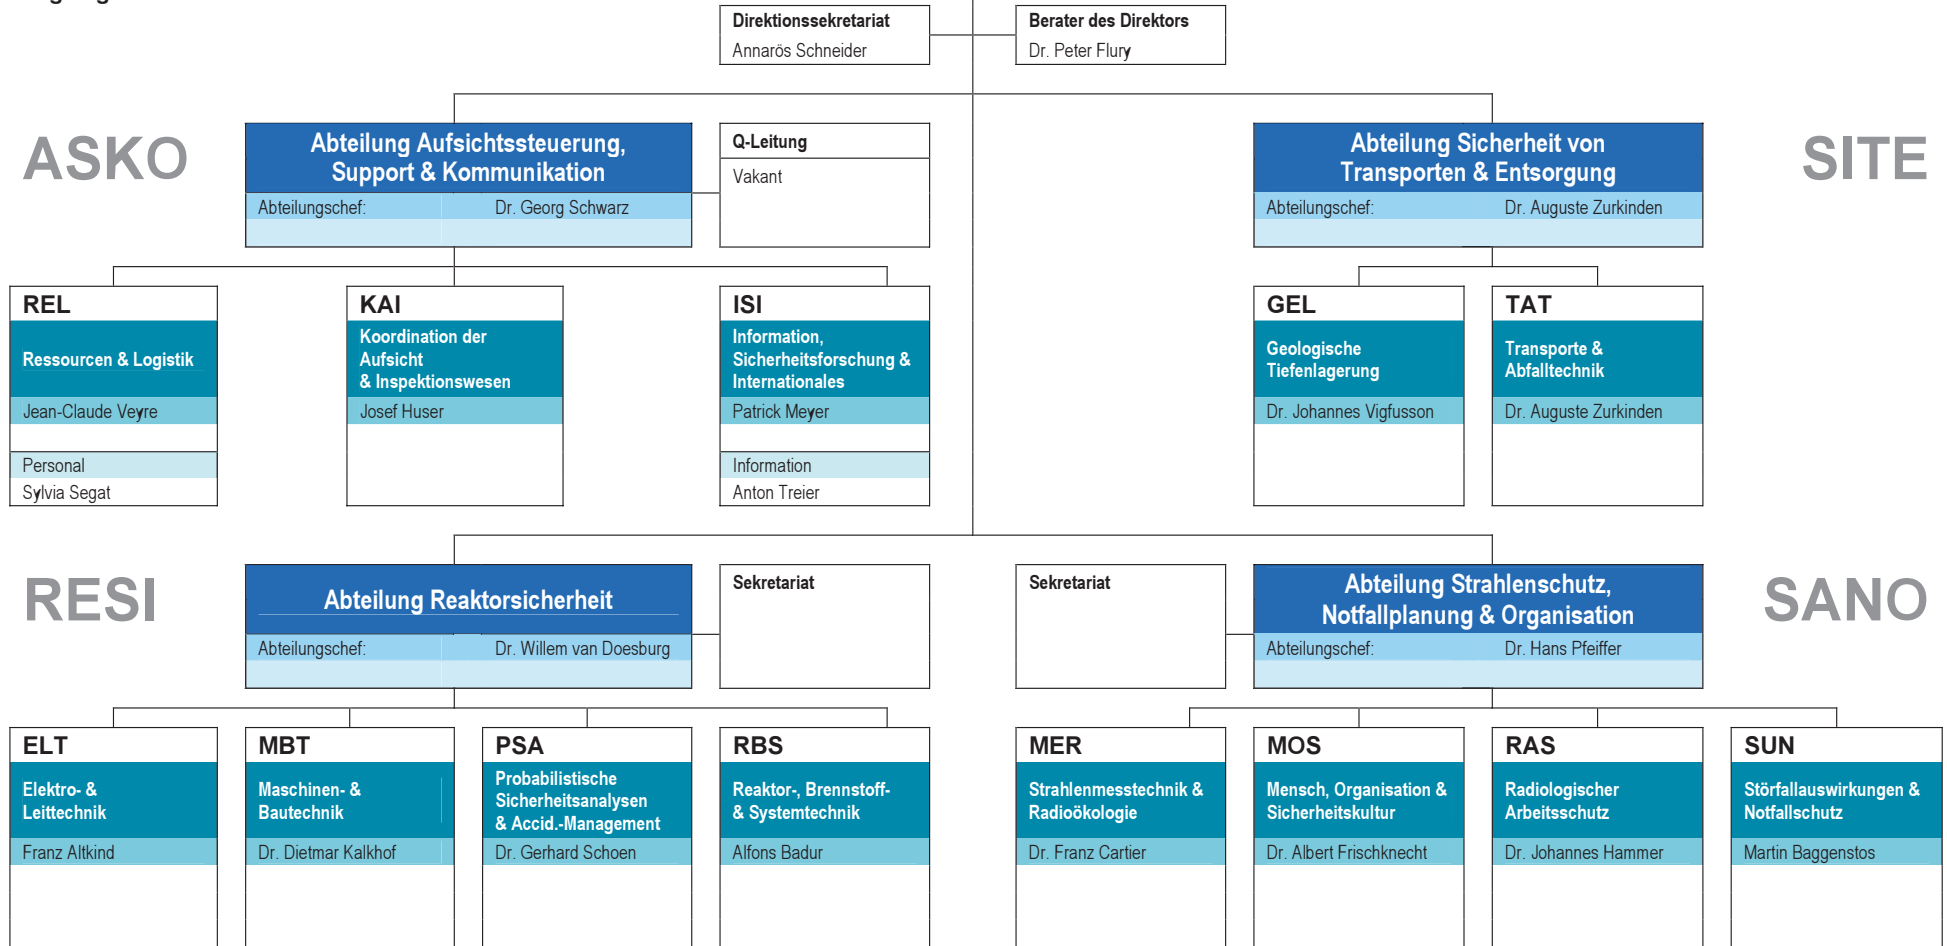 Direktionssekretariat
Annarös Schneider
Berater des Direktors
Dr. Peter Flury
ASKO
Abteilung Aufsichtssteuerung,
Support & Kommunikation
Abteilungschef: Dr. Georg Schwarz
Q-Leitung
Vakant
Abteilung Sicherheit von
Transporten & Entsorgung
Abteilungschef: Dr. Auguste Zurkinden
SITE
REL
Ressourcen & Logistik
Jean-Claude Veyre
Personal
Sylvia Segat
KAI
Koordination der
Aufsicht
& Inspektionswesen
Josef Huser
ISI
Information,
Sicherheitsforschung &
Internationales
Patrick Meyer
Information
Anton Treier
GEL
Geologische
Tiefenlagerung
Dr. Johannes Vigfusson
TAT
Transporte &
Abfalltechnik
Dr. Auguste Zurkinden
RESI
Abteilung Reaktorsicherheit
Abteilungschef: Dr. Willem van Doesburg
Sekretariat
Sekretariat
Abteilung Strahlenschutz,
Notfallplanung & Organisation
Abteilungschef: Dr. Hans Pfeiffer
SANO
ELT
Elektro- &
Leittechnik
Franz Altkind
MBT
Maschinen- &
Bautechnik
Dr. Dietmar Kalkhof
PSA
Probabilistische
Sicherheitsanalysen
& Accid.-Management
Dr. Gerhard Schoen
RBS
Reaktor-, Brennstoff-
& Systemtechnik
Alfons Badur
MER
Strahlenmesstechnik &
Radioökologie
Dr. Franz Cartier
MOS
Mensch, Organisation &
Sicherheitskultur
Dr. Albert Frischknecht
RAS
Radiologischer
Arbeitsschutz
Dr. Johannes Hammer
SUN
Störfallauswirkungen &
Notfallschutz
Martin Baggenstos